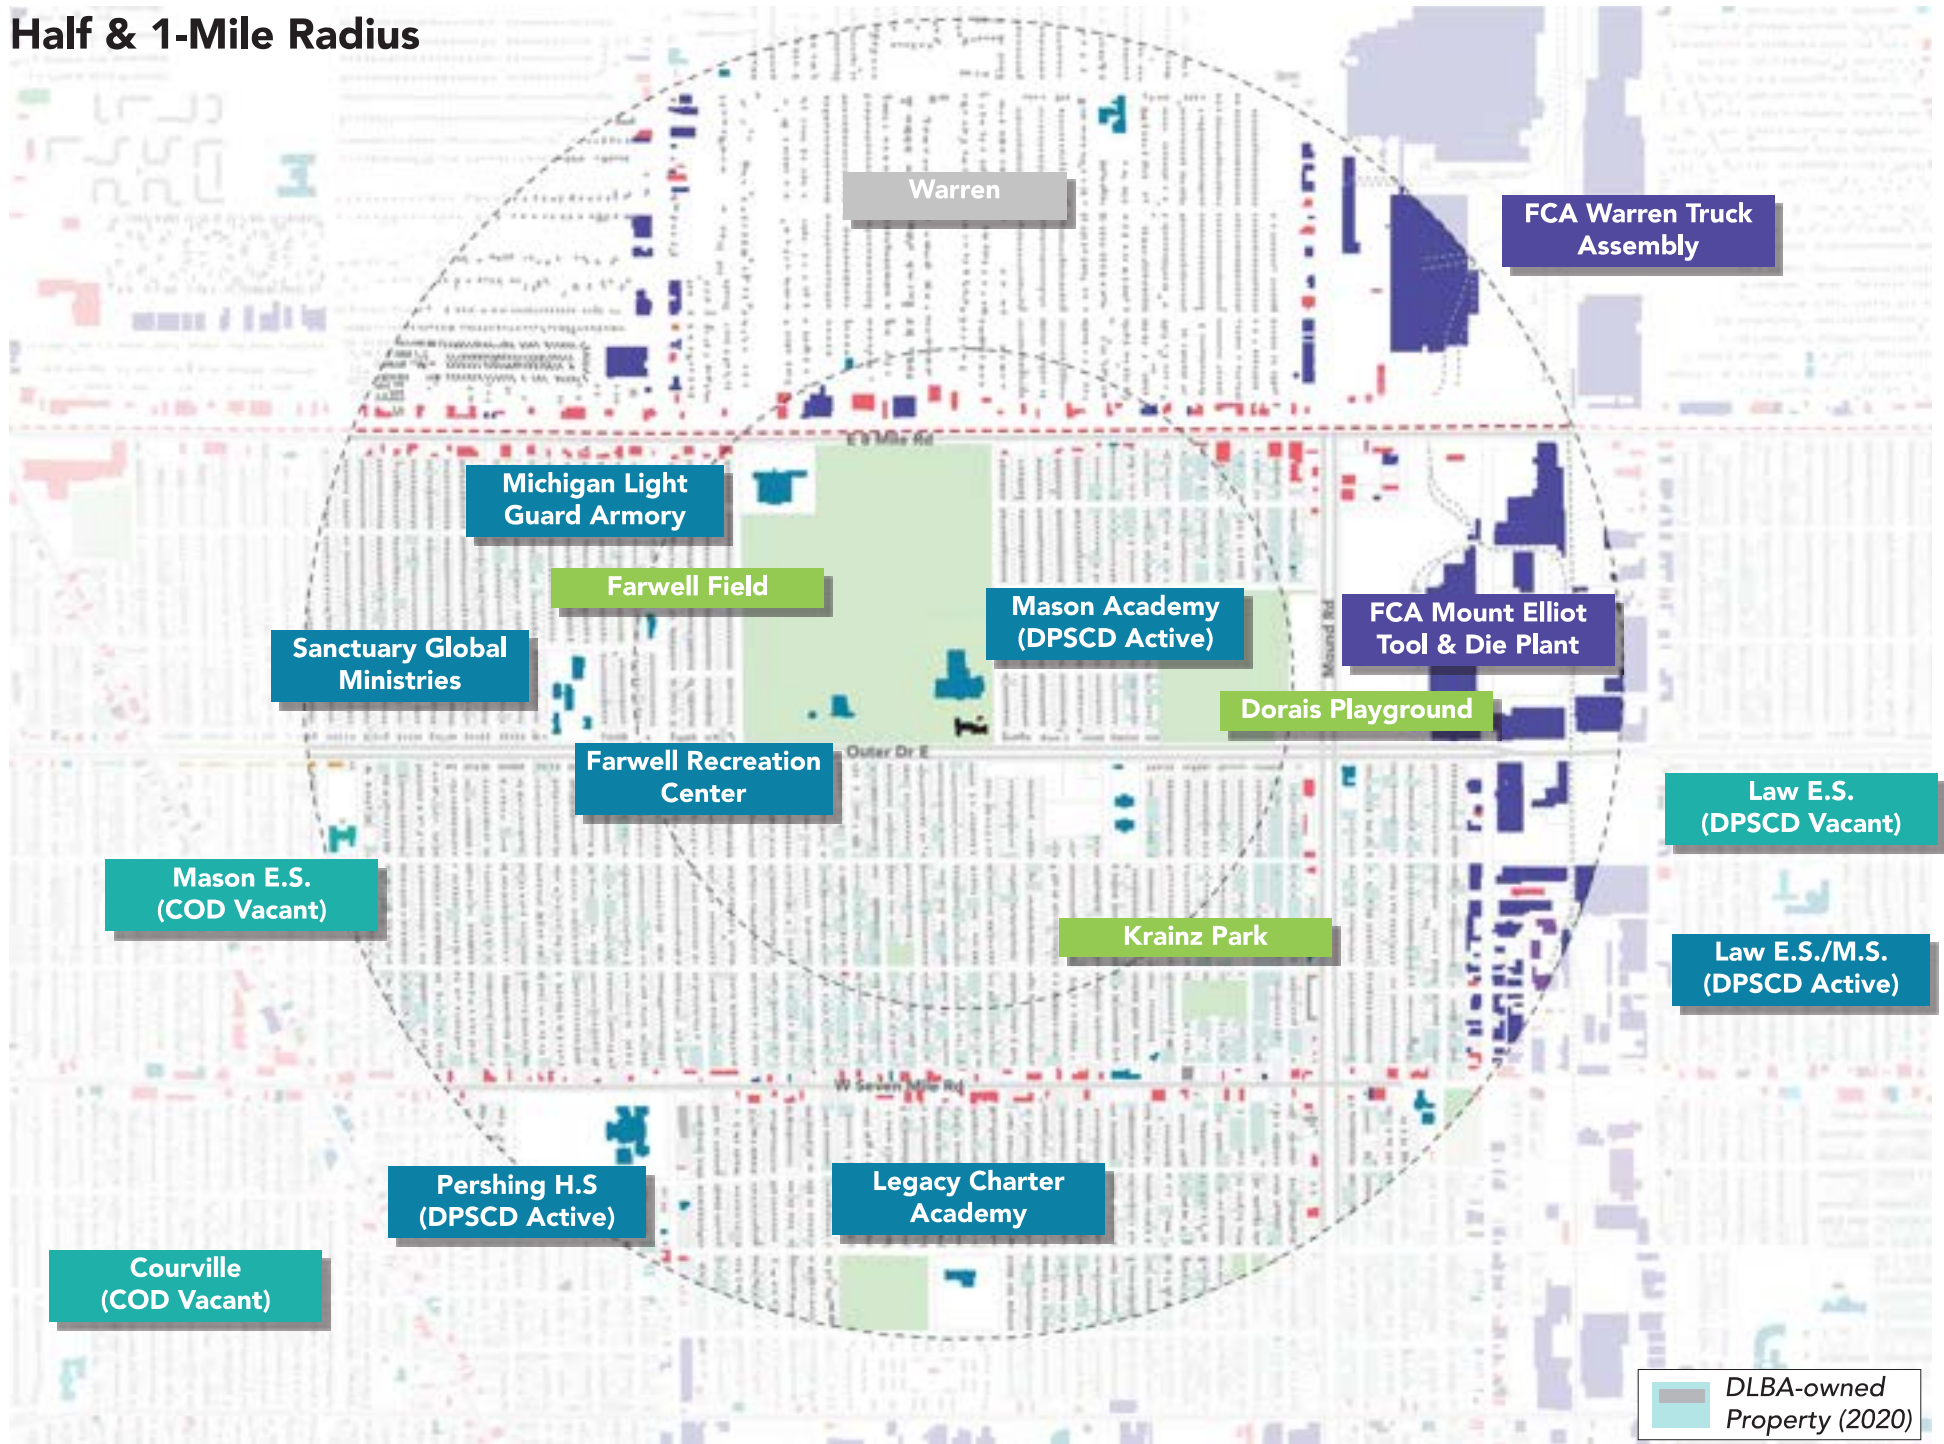 Half & 1-Mile Radius
Warren
FCA Warren Truck
Assembly
E 8 Mile Rd
Michigan Light
Guard Armory
Farwell Field
Mason Academy
(DPSCD Active)
Mound Rd
FCA Mount Elliot
Tool & Die Plant
Sanctuary Global
Ministries
Dorais Playground
Outer Dr E
Farwell Recreation
Center
Law E.S.
(DPSCD Vacant)
Mason E.S.
(COD Vacant)
Krainz Park
Law E.S./M.S.
(DPSCD Active)
W Seven Mile Rd
Pershing H.S
(DPSCD Active)
Legacy Charter
Academy
Courville
(COD Vacant)
DLBA-owned
Property (2020)